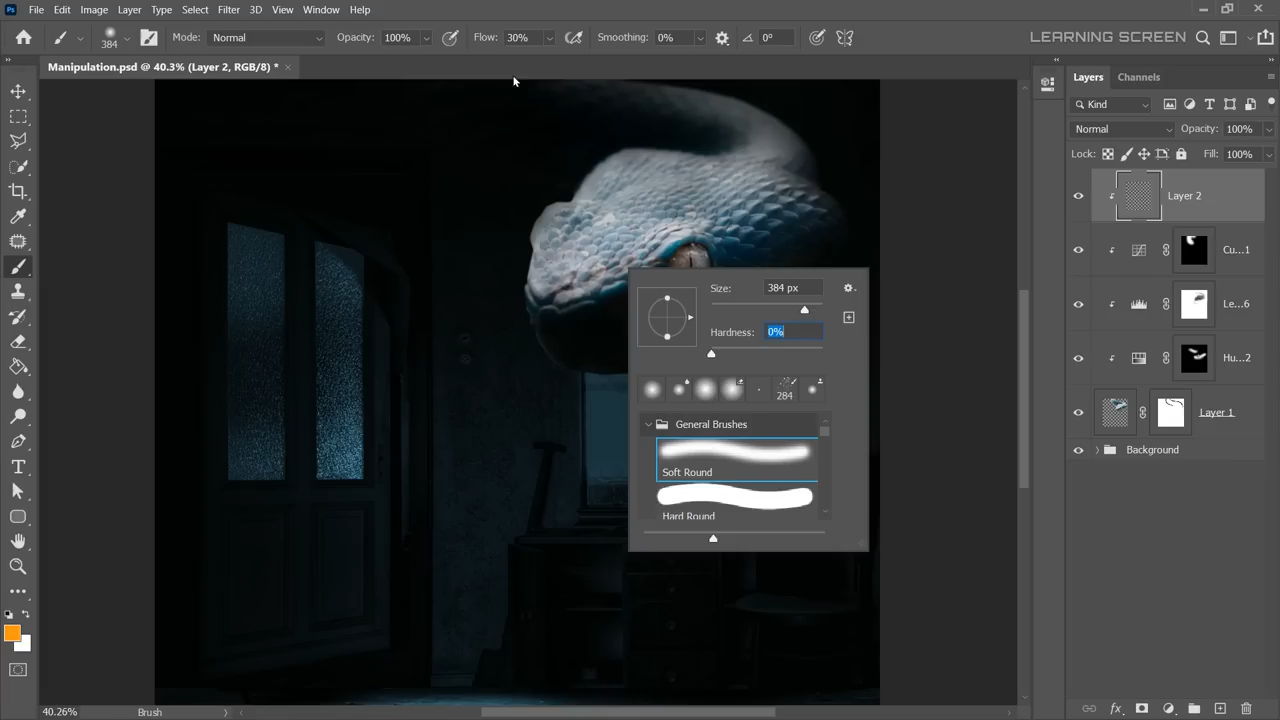 Ps File Edit Image Layer Type Select Filter 3D View Window Help
384 Mode: Normal Opacity: 100% Flow: 30% Smoothing: 0% 0° LEARNING SCREEN
Manipulation.psd @ 40.3% (Layer 2, RGB/8) *
Layers Channels
Kind
Normal Opacity: 100%
Lock: Fill: 100%
Layer 2
Cu...1
Le...6
Hu...2
Layer 1
Background
Size: 384 px
Hardness: 0%
284
General Brushes
Soft Round
Hard Round
40.26% Brush